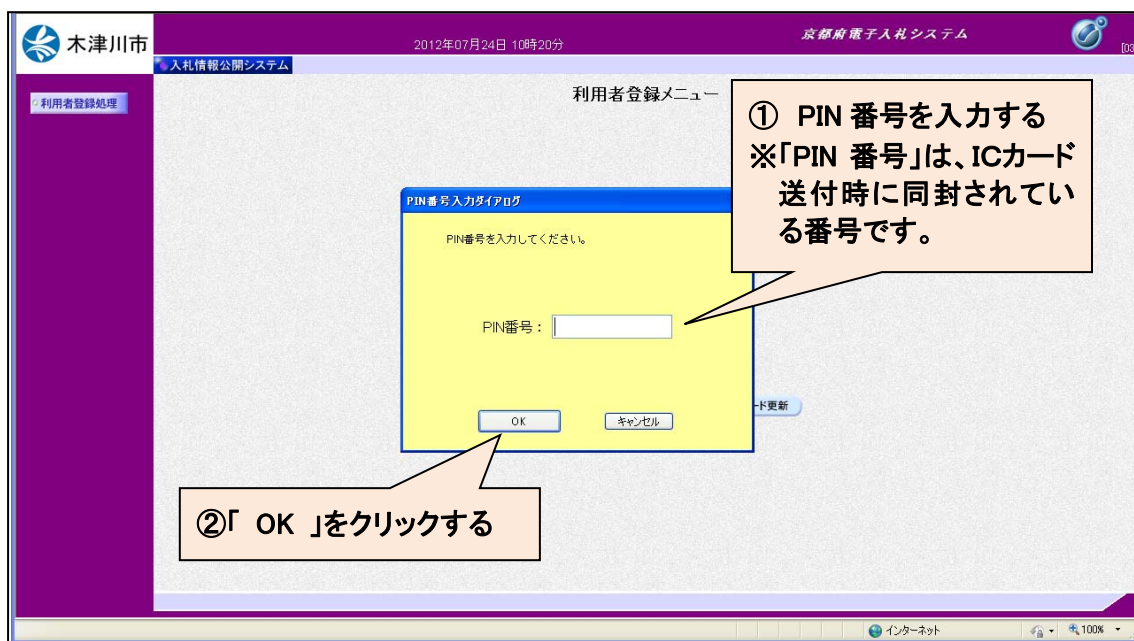 木津川市
2012年07月24日 10時20分
京都府電子入札システム
[03
入札情報公開システム
利用者登録処理
利用者登録メニュー
① PIN 番号を入力する
※「PIN 番号」は、ICカード
送付時に同封されてい
る番号です。
PIN番号入力ダイアログ
PIN番号を入力してください。
PIN番号：
ード更新
OK
キャンセル
②「 OK 」をクリックする
インターネット
100%